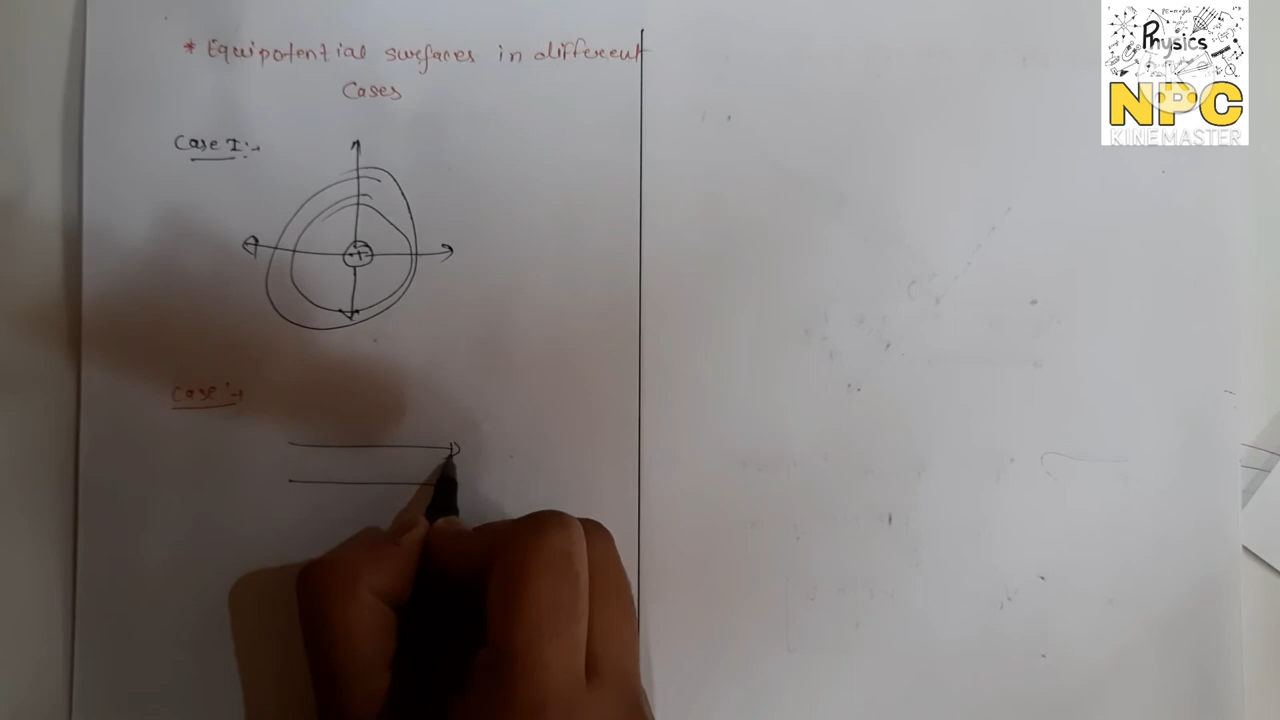 * Equipotential surfaces in different
Cases
Case I:-
+
Case :-
Physics
NPC
KINEMASTER